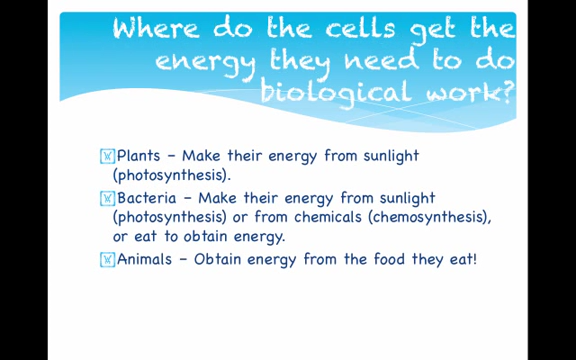 Where do the cells get the
energy they need to do
biological work?
Plants – Make their energy from sunlight
(photosynthesis).
Bacteria – Make their energy from sunlight
(photosynthesis) or from chemicals (chemosynthesis),
or eat to obtain energy.
Animals – Obtain energy from the food they eat!